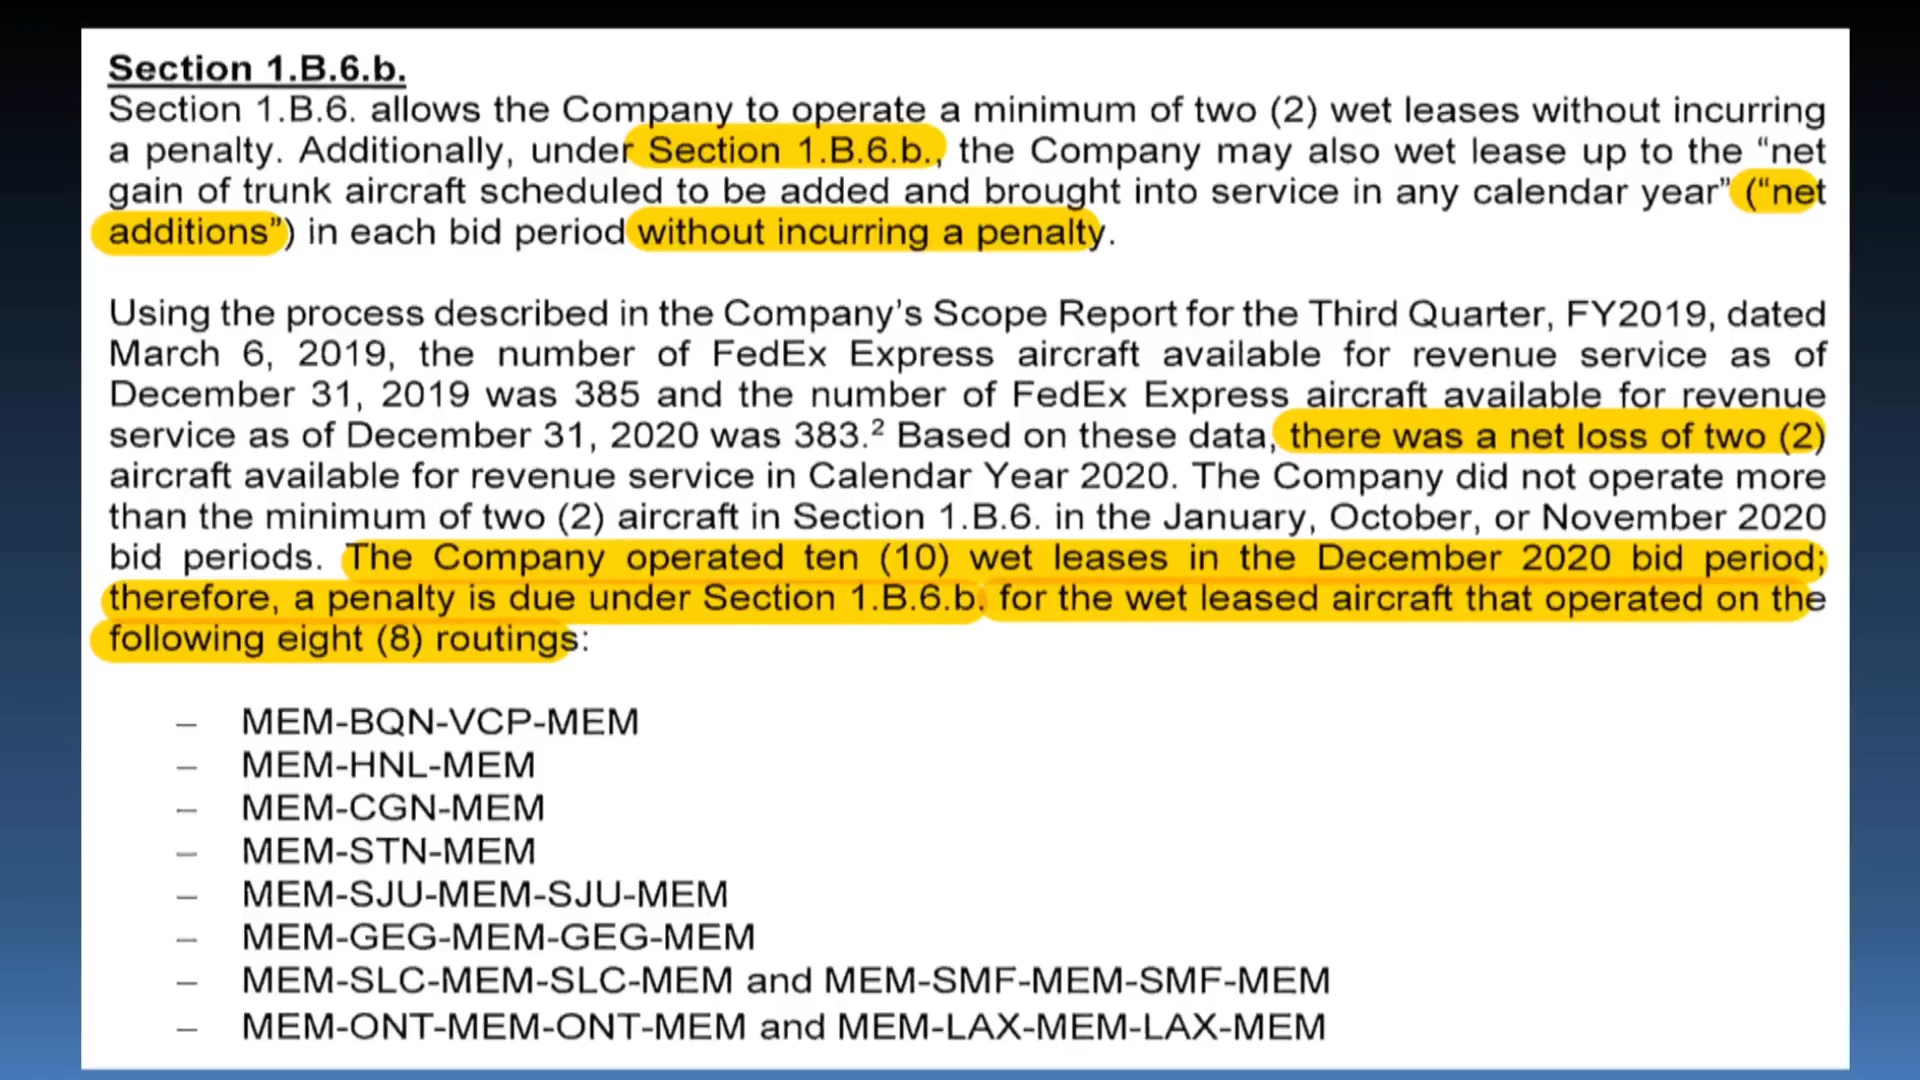 Section 1.B.6.b.
Section 1.B.6. allows the Company to operate a minimum of two (2) wet leases without incurring
a penalty. Additionally, under Section 1.B.6.b., the Company may also wet lease up to the “net
gain of trunk aircraft scheduled to be added and brought into service in any calendar year” (“net
additions”) in each bid period without incurring a penalty.
Using the process described in the Company’s Scope Report for the Third Quarter, FY2019, dated
March 6, 2019, the number of FedEx Express aircraft available for revenue service as of
December 31, 2019 was 385 and the number of FedEx Express aircraft available for revenue
service as of December 31, 2020 was 383.² Based on these data, there was a net loss of two (2)
aircraft available for revenue service in Calendar Year 2020. The Company did not operate more
than the minimum of two (2) aircraft in Section 1.B.6. in the January, October, or November 2020
bid periods. The Company operated ten (10) wet leases in the December 2020 bid period;
therefore, a penalty is due under Section 1.B.6.b. for the wet leased aircraft that operated on the
following eight (8) routings:
– MEM-BQN-VCP-MEM
– MEM-HNL-MEM
– MEM-CGN-MEM
– MEM-STN-MEM
– MEM-SJU-MEM-SJU-MEM
– MEM-GEG-MEM-GEG-MEM
– MEM-SLC-MEM-SLC-MEM and MEM-SMF-MEM-SMF-MEM
– MEM-ONT-MEM-ONT-MEM and MEM-LAX-MEM-LAX-MEM